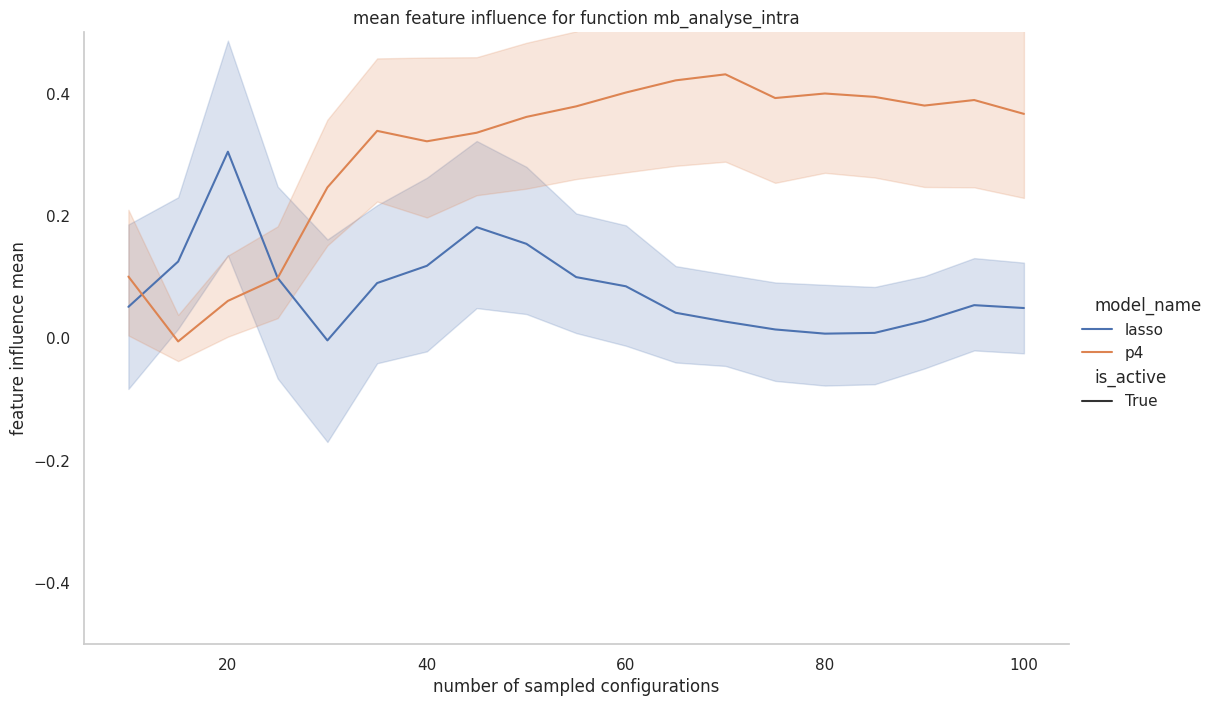 mean feature influence for function mb_analyse_intra
0.4
0.2
0.0
−0.2
−0.4
feature influence mean
20
40
60
80
100
number of sampled configurations
model_name
lasso
p4
is_active
True